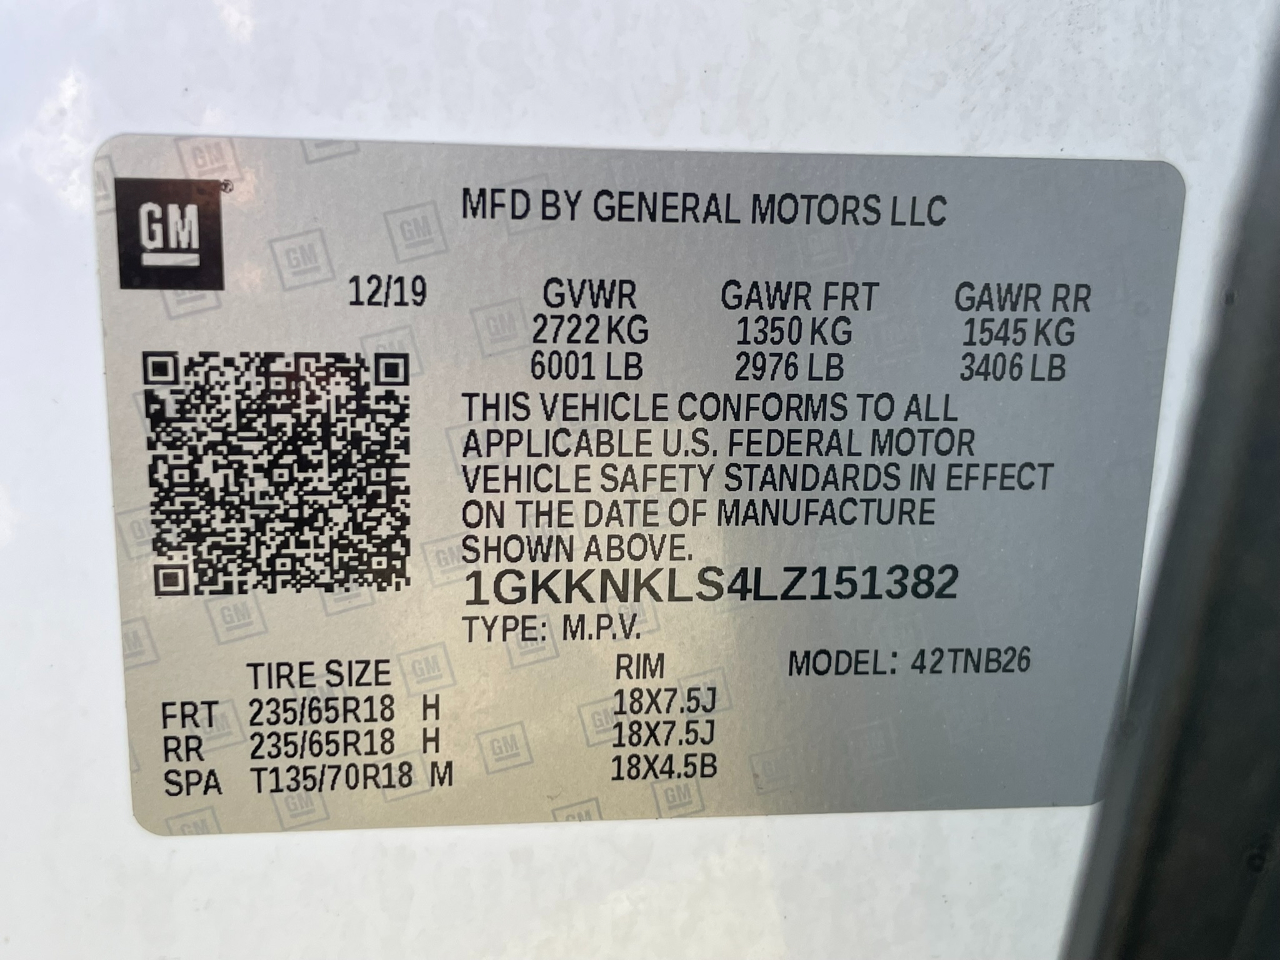 GM
MFD BY GENERAL MOTORS LLC
12/19 GVWR GAWR FRT GAWR RR
2722 KG 1350 KG 1545 KG
6001 LB 2976 LB 3406 LB
THIS VEHICLE CONFORMS TO ALL
APPLICABLE U.S. FEDERAL MOTOR
VEHICLE SAFETY STANDARDS IN EFFECT
ON THE DATE OF MANUFACTURE
SHOWN ABOVE.
1GKKNKLS4LZ151382
TYPE: M.P.V.
TIRE SIZE RIM MODEL: 42TNB26
FRT 235/65R18 H 18X7.5J
RR 235/65R18 H 18X7.5J
SPA T135/70R18 M 18X4.5B